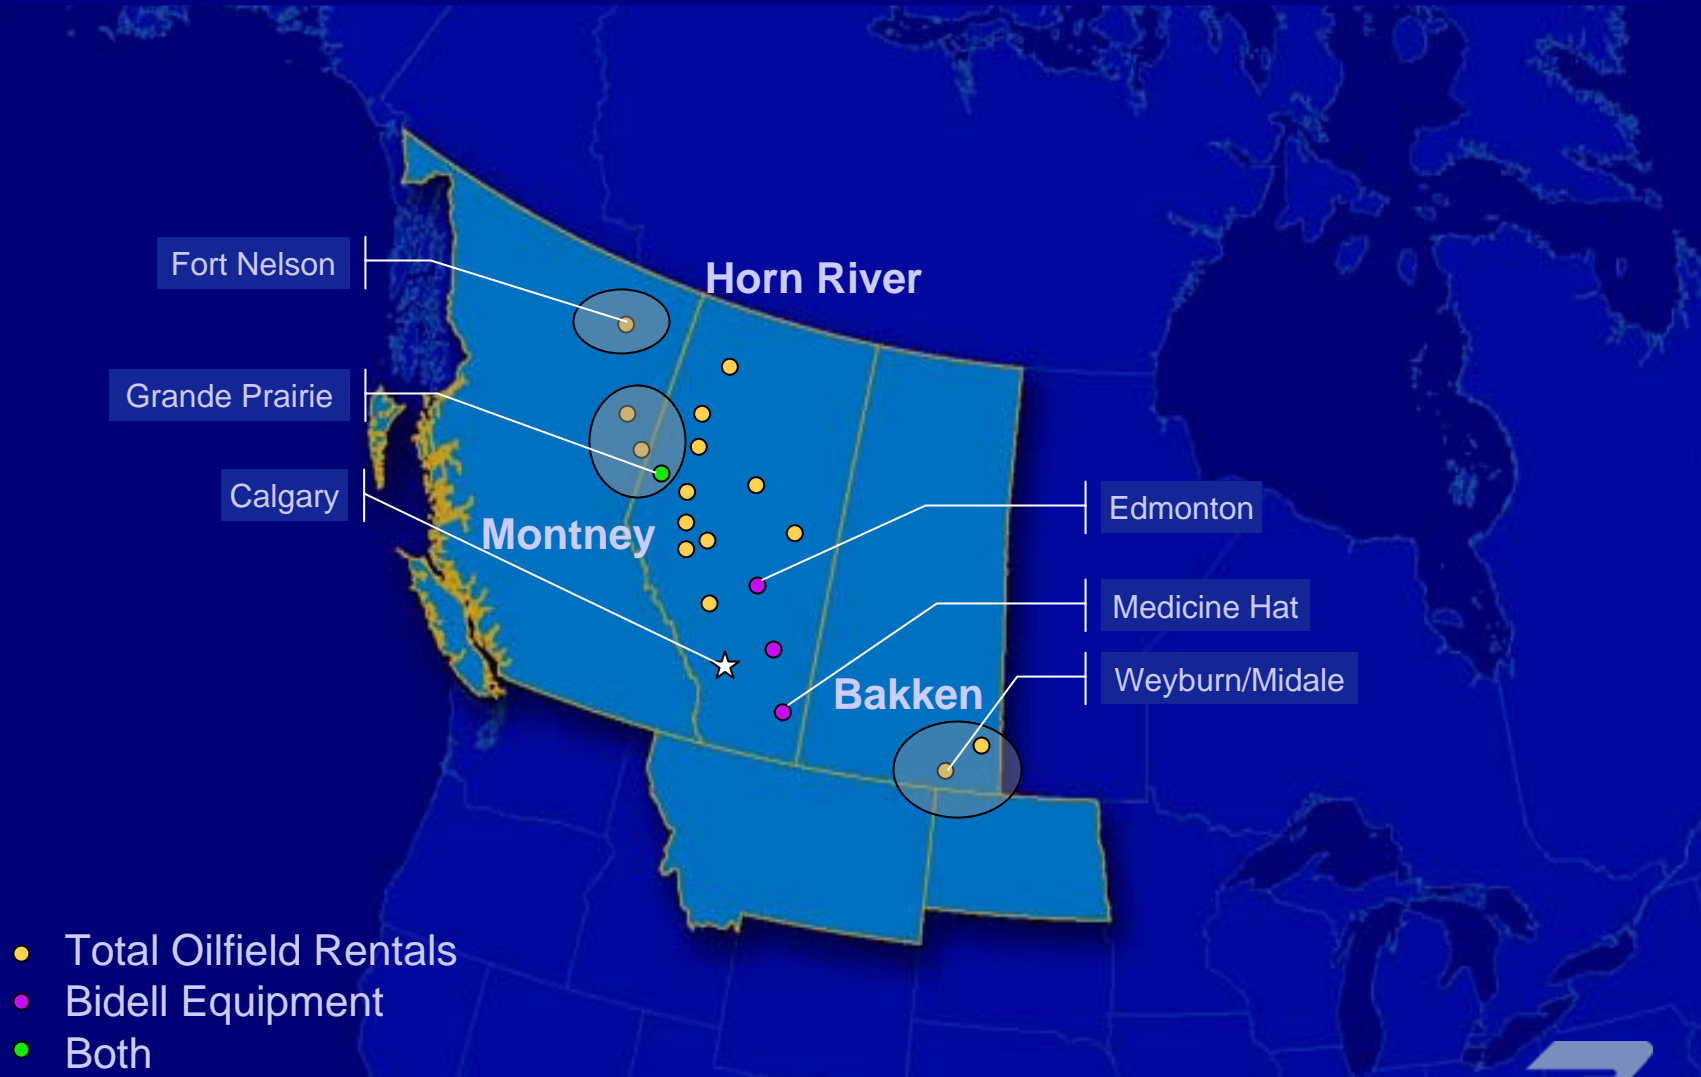 Horn River
Fort Nelson
Grande Prairie
Calgary
Montney
Edmonton
Medicine Hat
Bakken
Weyburn/Midale
Total Oilfield Rentals
Bidell Equipment
Both